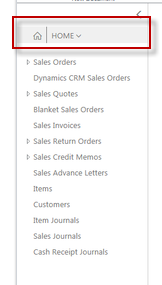 HOME
Sales Orders
Dynamics CRM Sales Orders
Sales Quotes
Blanket Sales Orders
Sales Invoices
Sales Return Orders
Sales Credit Memos
Sales Advance Letters
Items
Customers
Item Journals
Sales Journals
Cash Receipt Journals